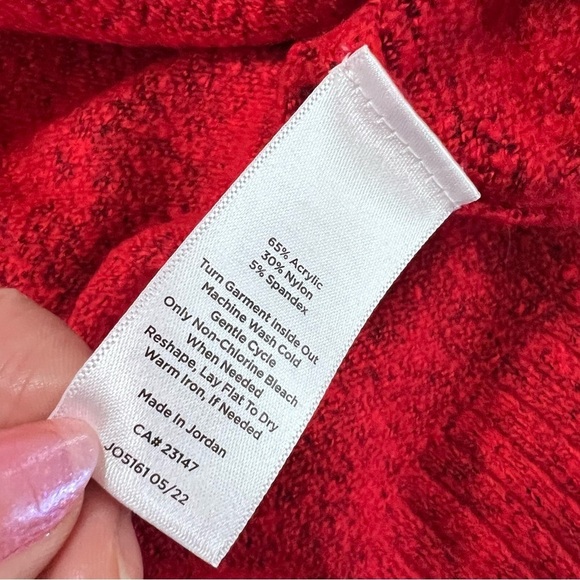 65% Acrylic
30% Nylon
5% Spandex
Turn Garment Inside Out
Machine Wash Cold
Gentle Cycle
Only Non-Chlorine Bleach
When Needed
Reshape, Lay Flat To Dry
Warm Iron, If Needed
Made In Jordan
CA# 23147
JO5161 05/22